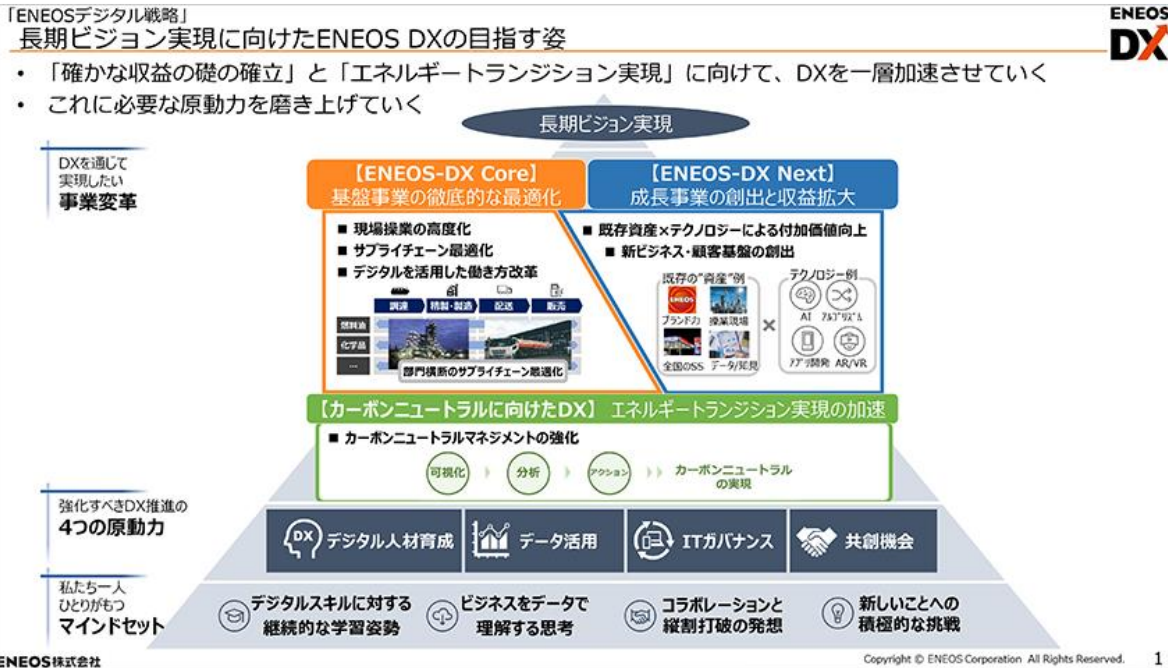 「ENEOSデジタル戦略」
長期ビジョン実現に向けたENEOS DXの目指す姿
ENEOS
DX
• 「確かな収益の礎の確立」と「エネルギートランジション実現」に向けて、DXを一層加速させていく
• これに必要な原動力を磨き上げていく
長期ビジョン実現
DXを通じて
実現したい
事業変革
【ENEOS-DX Core】
基盤事業の徹底的な最適化
■ 現場操業の高度化
■ サプライチェーン最適化
■ デジタルを活用した働き方改革
調達
精製・製造
配送
販売
燃料油
化学品
...
部門横断のサプライチェーン最適化
【ENEOS-DX Next】
成長事業の創出と収益拡大
■ 既存資産×テクノロジーによる付加価値向上
■ 新ビジネス・顧客基盤の創出
既存の"資産"例
ENEOS
ブランド力
操業現場
全国のSS
データ/知見
×
テクノロジー例
AI
アルゴリズム
アプリ開発
AR/VR
【カーボンニュートラルに向けたDX】 エネルギートランジション実現の加速
■ カーボンニュートラルマネジメントの強化
可視化
分析
アクション
カーボンニュートラル
の実現
強化すべきDX推進の
4つの原動力
DX
デジタル人材育成
データ活用
ITガバナンス
共創機会
私たち一人
ひとりがもつ
マインドセット
デジタルスキルに対する
継続的な学習姿勢
ビジネスをデータで
理解する思考
コラボレーションと
縦割打破の発想
新しいことへの
積極的な挑戦
ENEOS株式会社
Copyright © ENEOS Corporation All Rights Reserved.
1